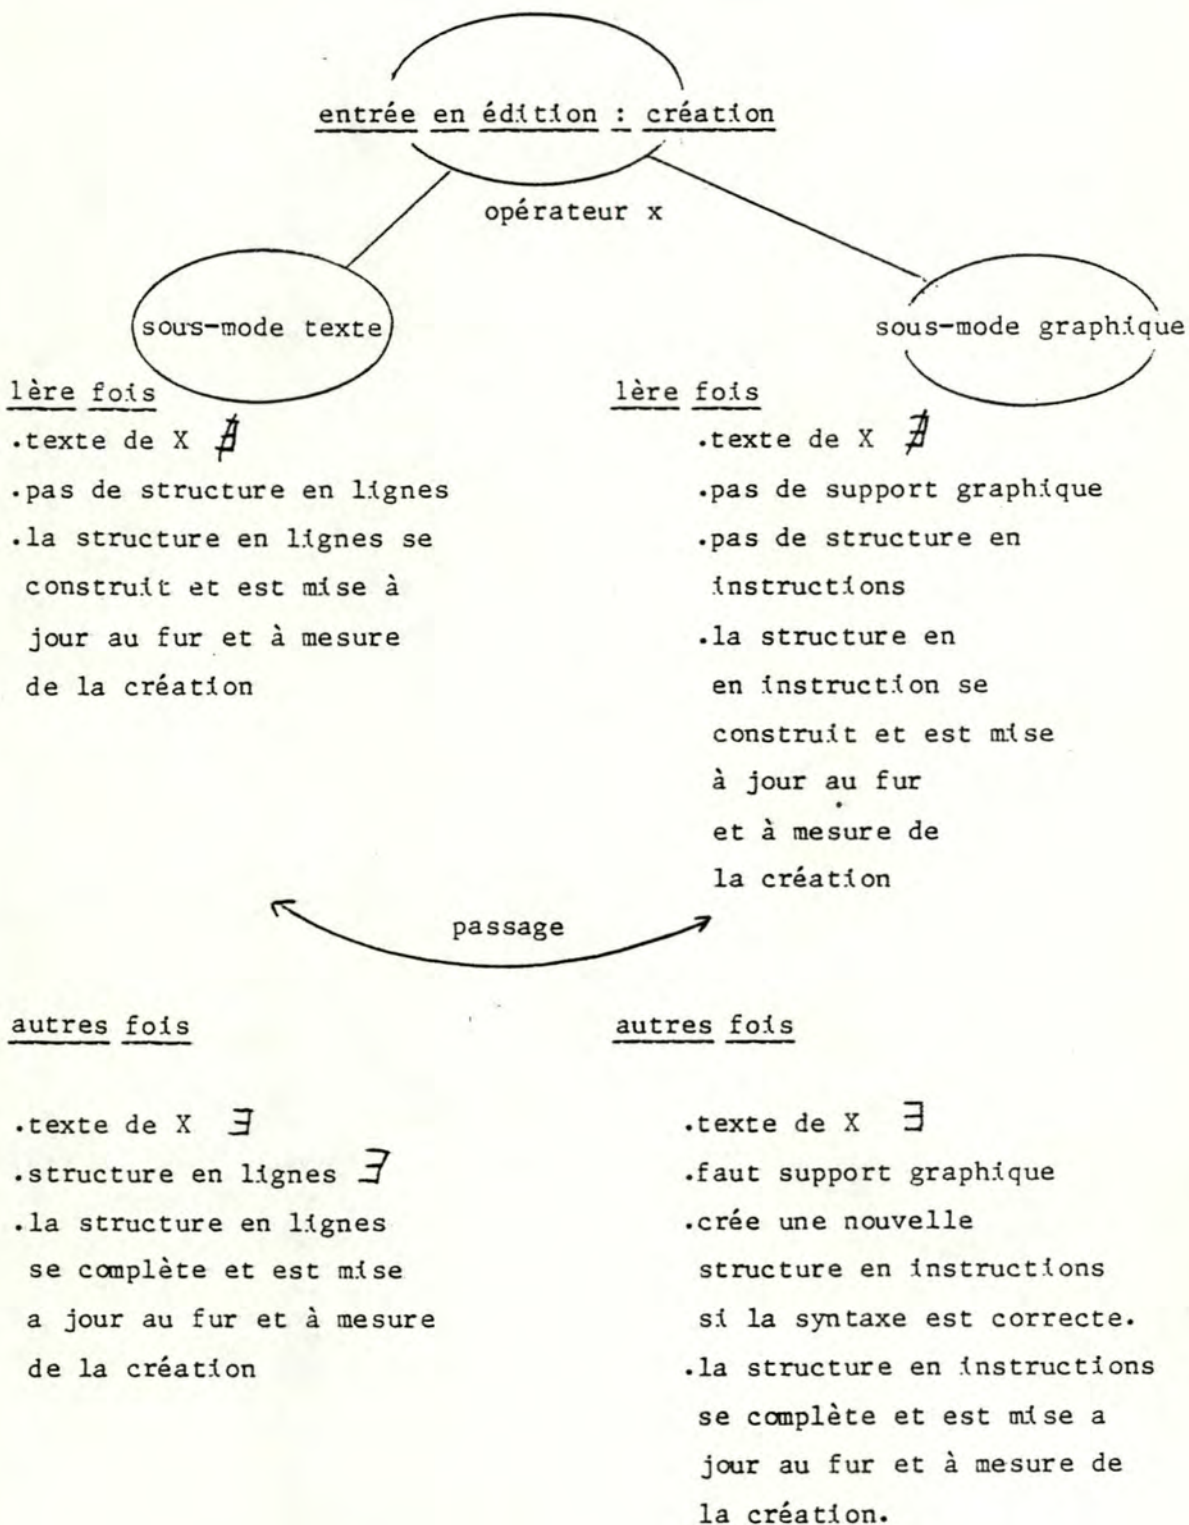 entrée en édition : création
opérateur x
sous-mode texte
sous-mode graphique
1ère fois
.texte de X ∄
.pas de structure en lignes
.la structure en lignes se
construit et est mise à
jour au fur et à mesure
de la création
1ère fois
.texte de X ∄
.pas de support graphique
.pas de structure en
instructions
.la structure en
en instruction se
construit et est mise
à jour au fur
et à mesure de
la création
passage
autres fois
.texte de X ∃
.structure en lignes ∃
.la structure en lignes
se complète et est mise
a jour au fur et à mesure
de la création
autres fois
.texte de X ∃
.faut support graphique
.crée une nouvelle
structure en instructions
si la syntaxe est correcte.
.la structure en instructions
se complète et est mise a
jour au fur et à mesure de
la création.